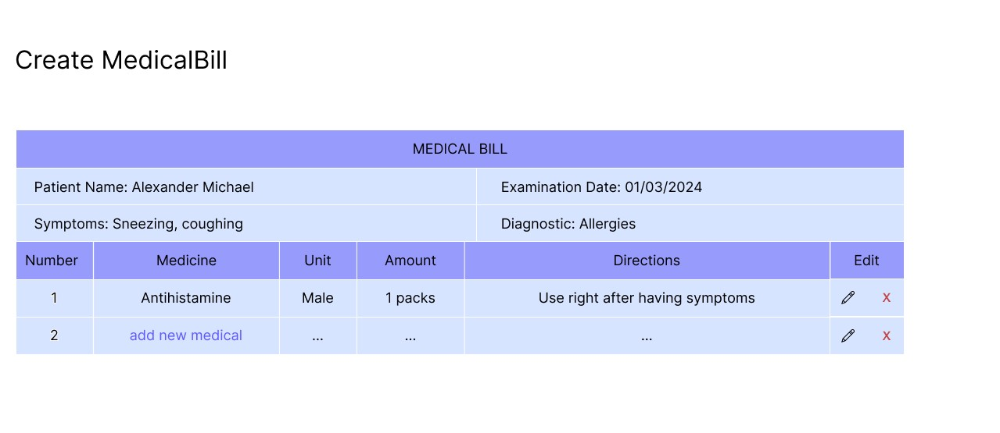 Create MedicalBill
MEDICAL BILL
Patient Name: Alexander Michael Examination Date: 01/03/2024
Symptoms: Sneezing, coughing Diagnostic: Allergies
Number Medicine Unit Amount Directions Edit
1 Antihistamine Male 1 packs Use right after having symptoms x
2 add new medical ... ... ... x